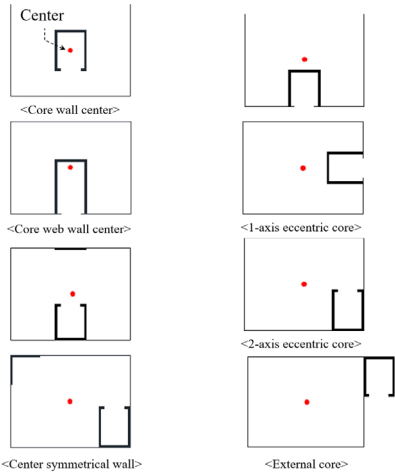 Center
<Core wall center>
<Core web wall center>
<1-axis eccentric core>
<2-axis eccentric core>
<Center symmetrical wall>
<External core>